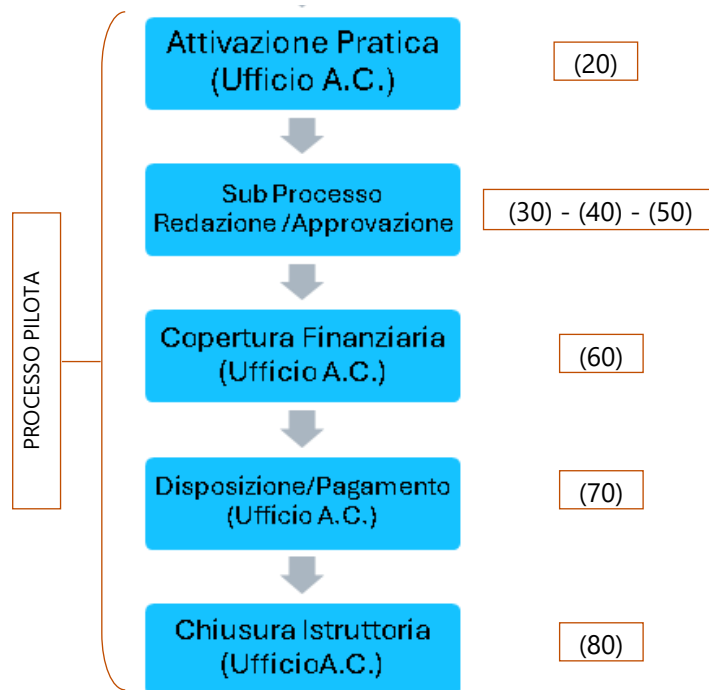 Attivazione Pratica
(Ufficio A.C.)
(20)
Sub Processo
Redazione/Approvazione
(30) - (40) - (50)
PROCESSO PILOTA
Copertura Finanziaria
(Ufficio A.C.)
(60)
Disposizione/Pagamento
(Ufficio A.C.)
(70)
Chiusura Istruttoria
(UfficioA.C.)
(80)